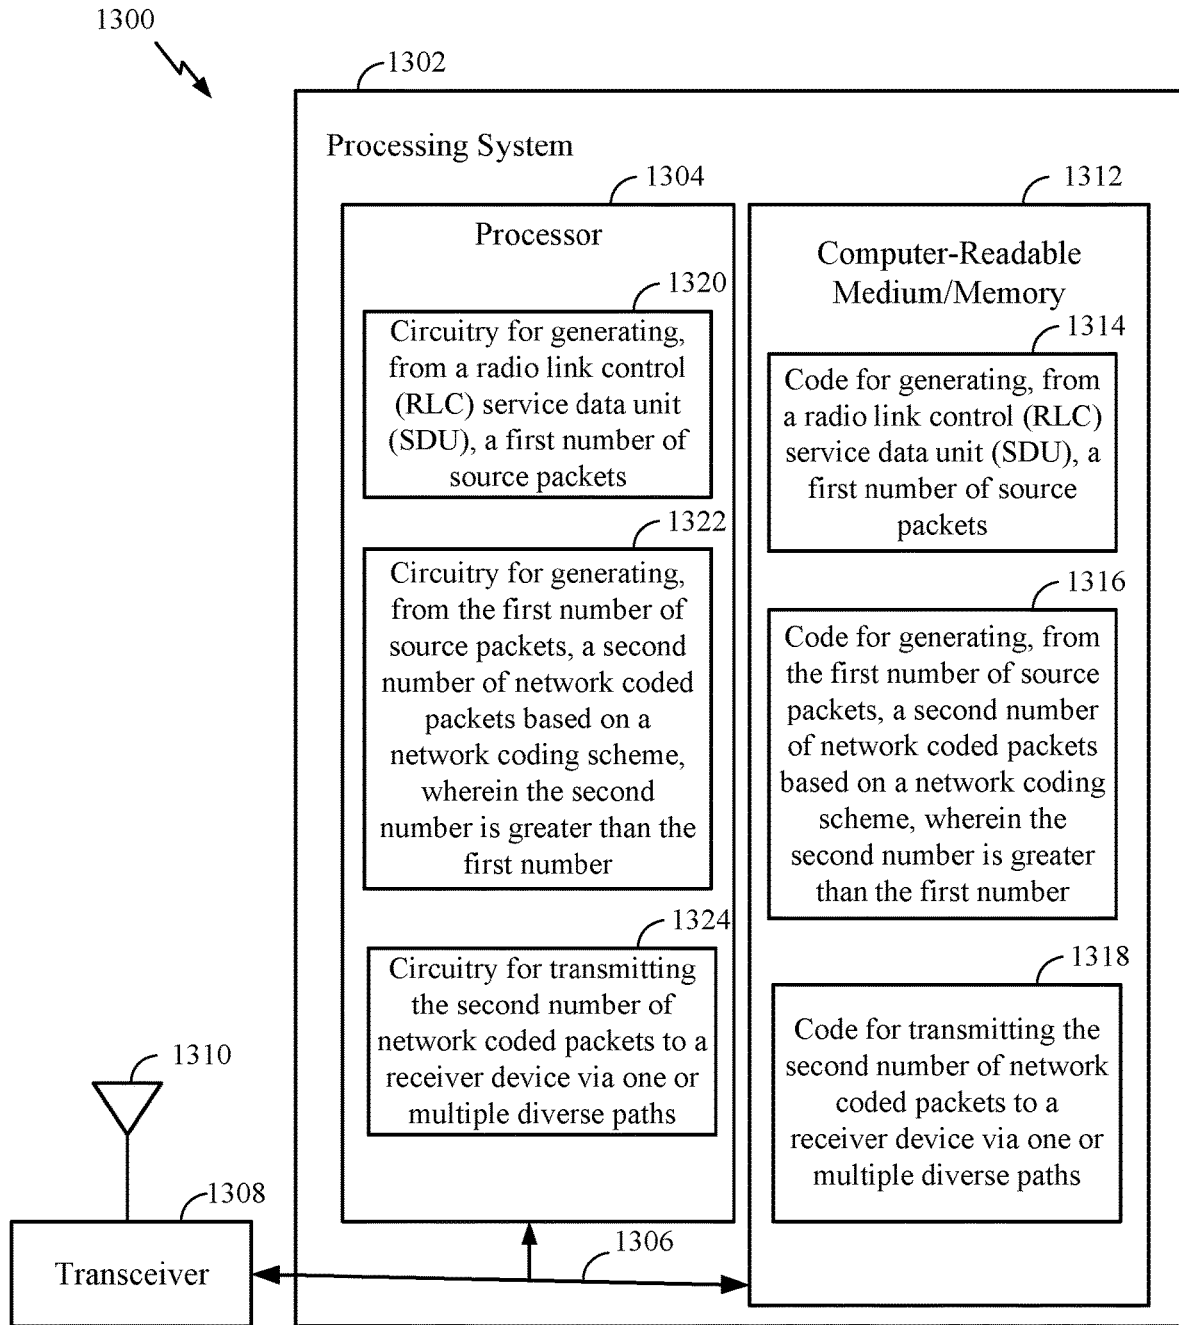 1300
1302
Processing System
1304
Processor
1320
Circuitry for generating,
from a radio link control
(RLC) service data unit
(SDU), a first number of
source packets
1322
Circuitry for generating,
from the first number of
source packets, a second
number of network coded
packets based on a
network coding scheme,
wherein the second
number is greater than the
first number
1324
Circuitry for transmitting
the second number of
network coded packets to a
receiver device via one or
multiple diverse paths
1312
Computer-Readable
Medium/Memory
1314
Code for generating, from
a radio link control (RLC)
service data unit (SDU), a
first number of source
packets
1316
Code for generating, from
the first number of source
packets, a second number
of network coded packets
based on a network coding
scheme, wherein the
second number is greater
than the first number
1318
Code for transmitting the
second number of network
coded packets to a
receiver device via one or
multiple diverse paths
1310
1308
Transceiver
1306